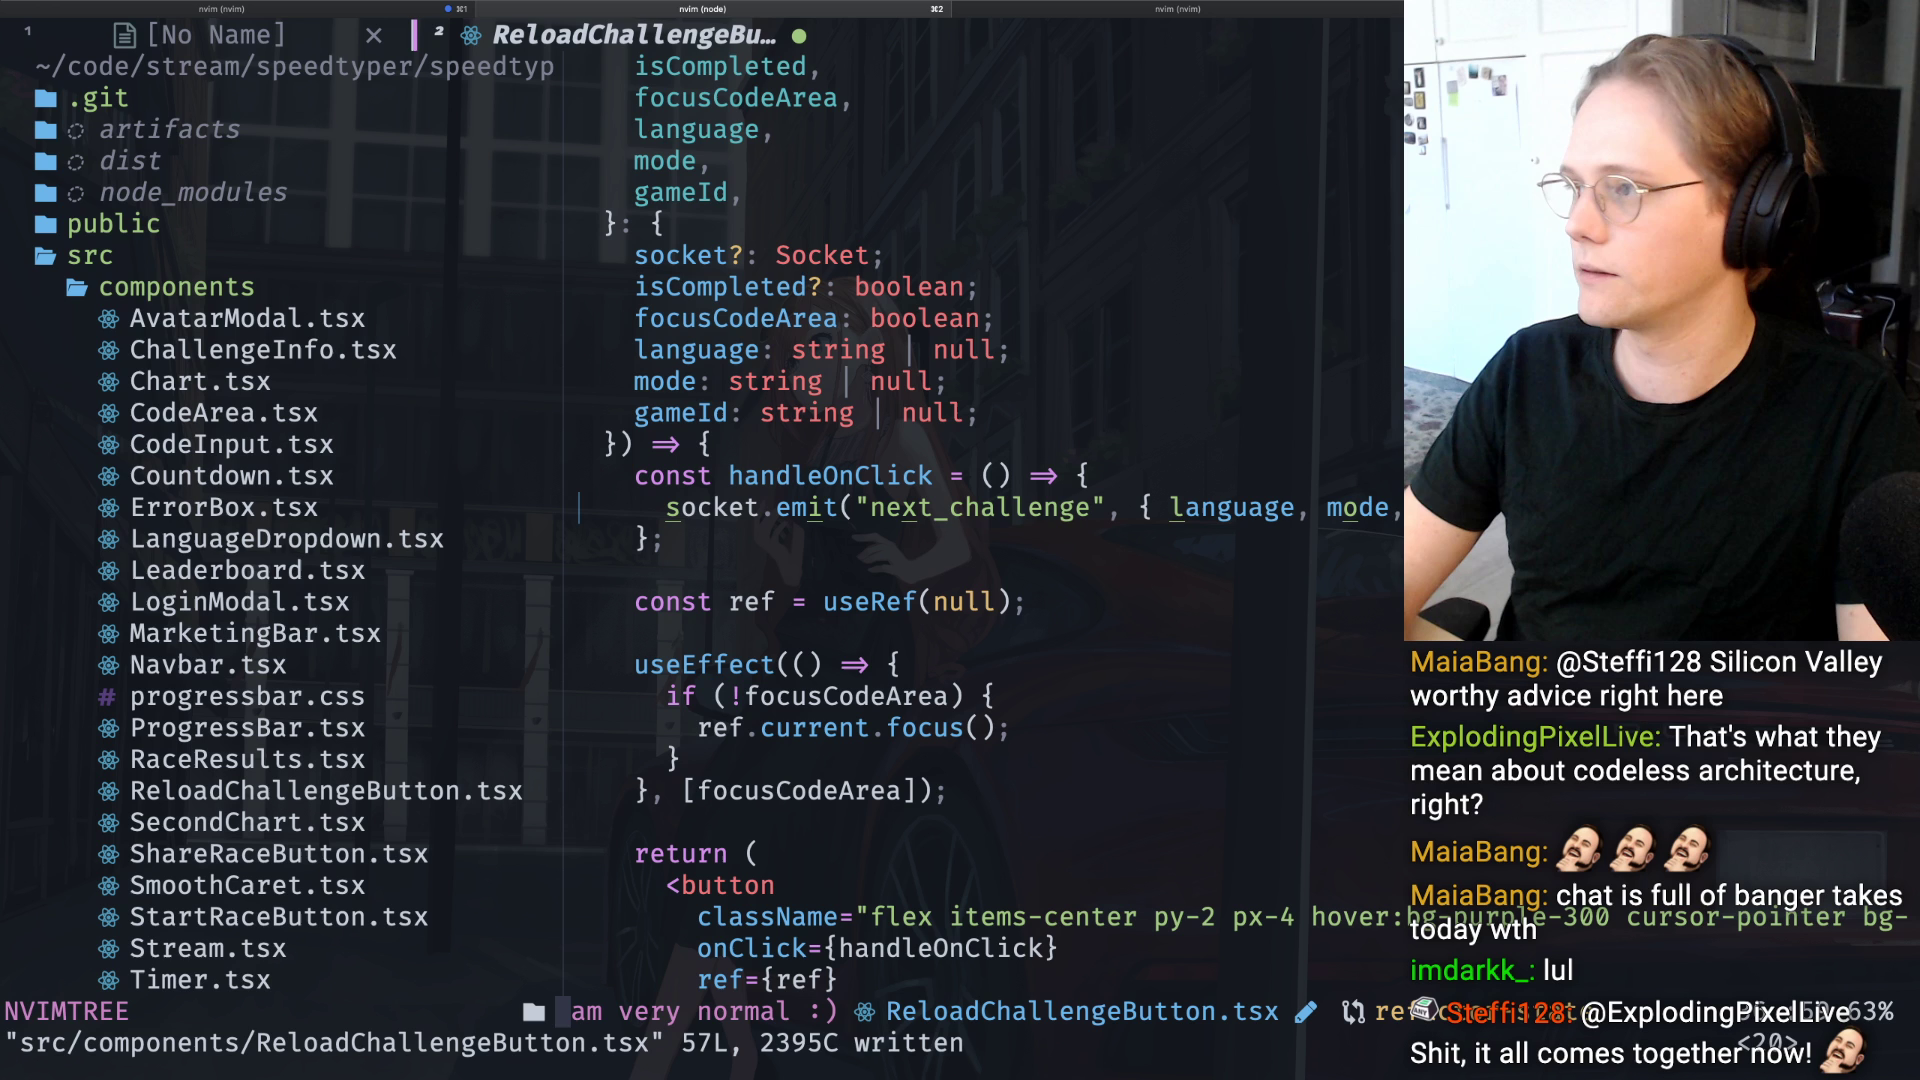 nvim (nvim)
⌘1
nvim (node)
⌘2
nvim (nvim)
1
[No Name]
2
ReloadChallengeBu…
~/code/stream/speedtyper/speedtyp
.git
artifacts
dist
node_modules
public
src
components
AvatarModal.tsx
ChallengeInfo.tsx
Chart.tsx
CodeArea.tsx
CodeInput.tsx
Countdown.tsx
ErrorBox.tsx
LanguageDropdown.tsx
Leaderboard.tsx
LoginModal.tsx
MarketingBar.tsx
Navbar.tsx
# progressbar.css
ProgressBar.tsx
RaceResults.tsx
ReloadChallengeButton.tsx
SecondChart.tsx
ShareRaceButton.tsx
SmoothCaret.tsx
StartRaceButton.tsx
Stream.tsx
Timer.tsx
isCompleted,
focusCodeArea,
language,
mode,
gameId,
}: {
socket?: Socket;
isCompleted?: boolean;
focusCodeArea: boolean;
language: string | null;
mode: string | null;
gameId: string | null;
}) => {
const handleOnClick = () => {
socket.emit("next_challenge", { language, mode,
};
const ref = useRef(null);
useEffect(() => {
if (!focusCodeArea) {
ref.current.focus();
}
}, [focusCodeArea]);
return (
<button
className="flex items-center py-2 px-4 hover:bg-purple-300 cursor-pointer bg-
onClick={handleOnClick}
ref={ref}
NVIMTREE
am very normal :)
ReloadChallengeButton.tsx
63%
"src/components/ReloadChallengeButton.tsx" 57L, 2395C written
<20>
MaiaBang: @Steffi128 Silicon Valley
worthy advice right here
ExplodingPixelLive: That's what they
mean about codeless architecture,
right?
MaiaBang:
MaiaBang: chat is full of banger takes
today wth
imdarkk_: lul
Steffi128: @ExplodingPixelLive
Shit, it all comes together now!